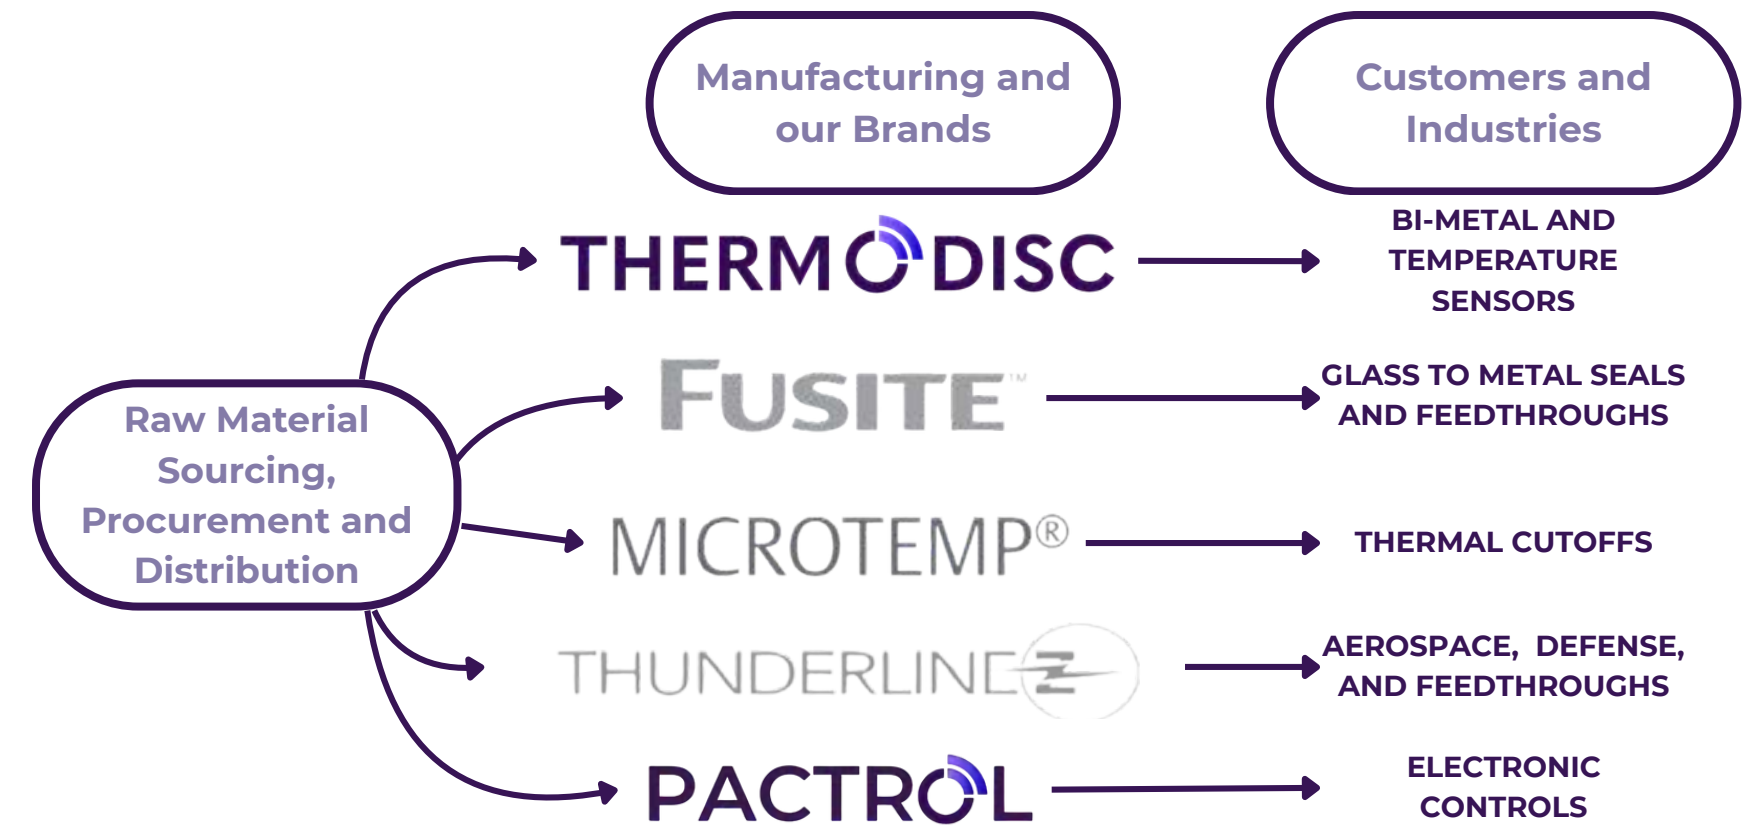 Manufacturing and
our Brands
Customers and
Industries
Raw Material
Sourcing,
Procurement and
Distribution
THERMODISC
BI-METAL AND
TEMPERATURE
SENSORS
FUSITE™
GLASS TO METAL SEALS
AND FEEDTHROUGHS
MICROTEMP®
THERMAL CUTOFFS
THUNDERLINE Z
AEROSPACE, DEFENSE,
AND FEEDTHROUGHS
PACTROL
ELECTRONIC
CONTROLS